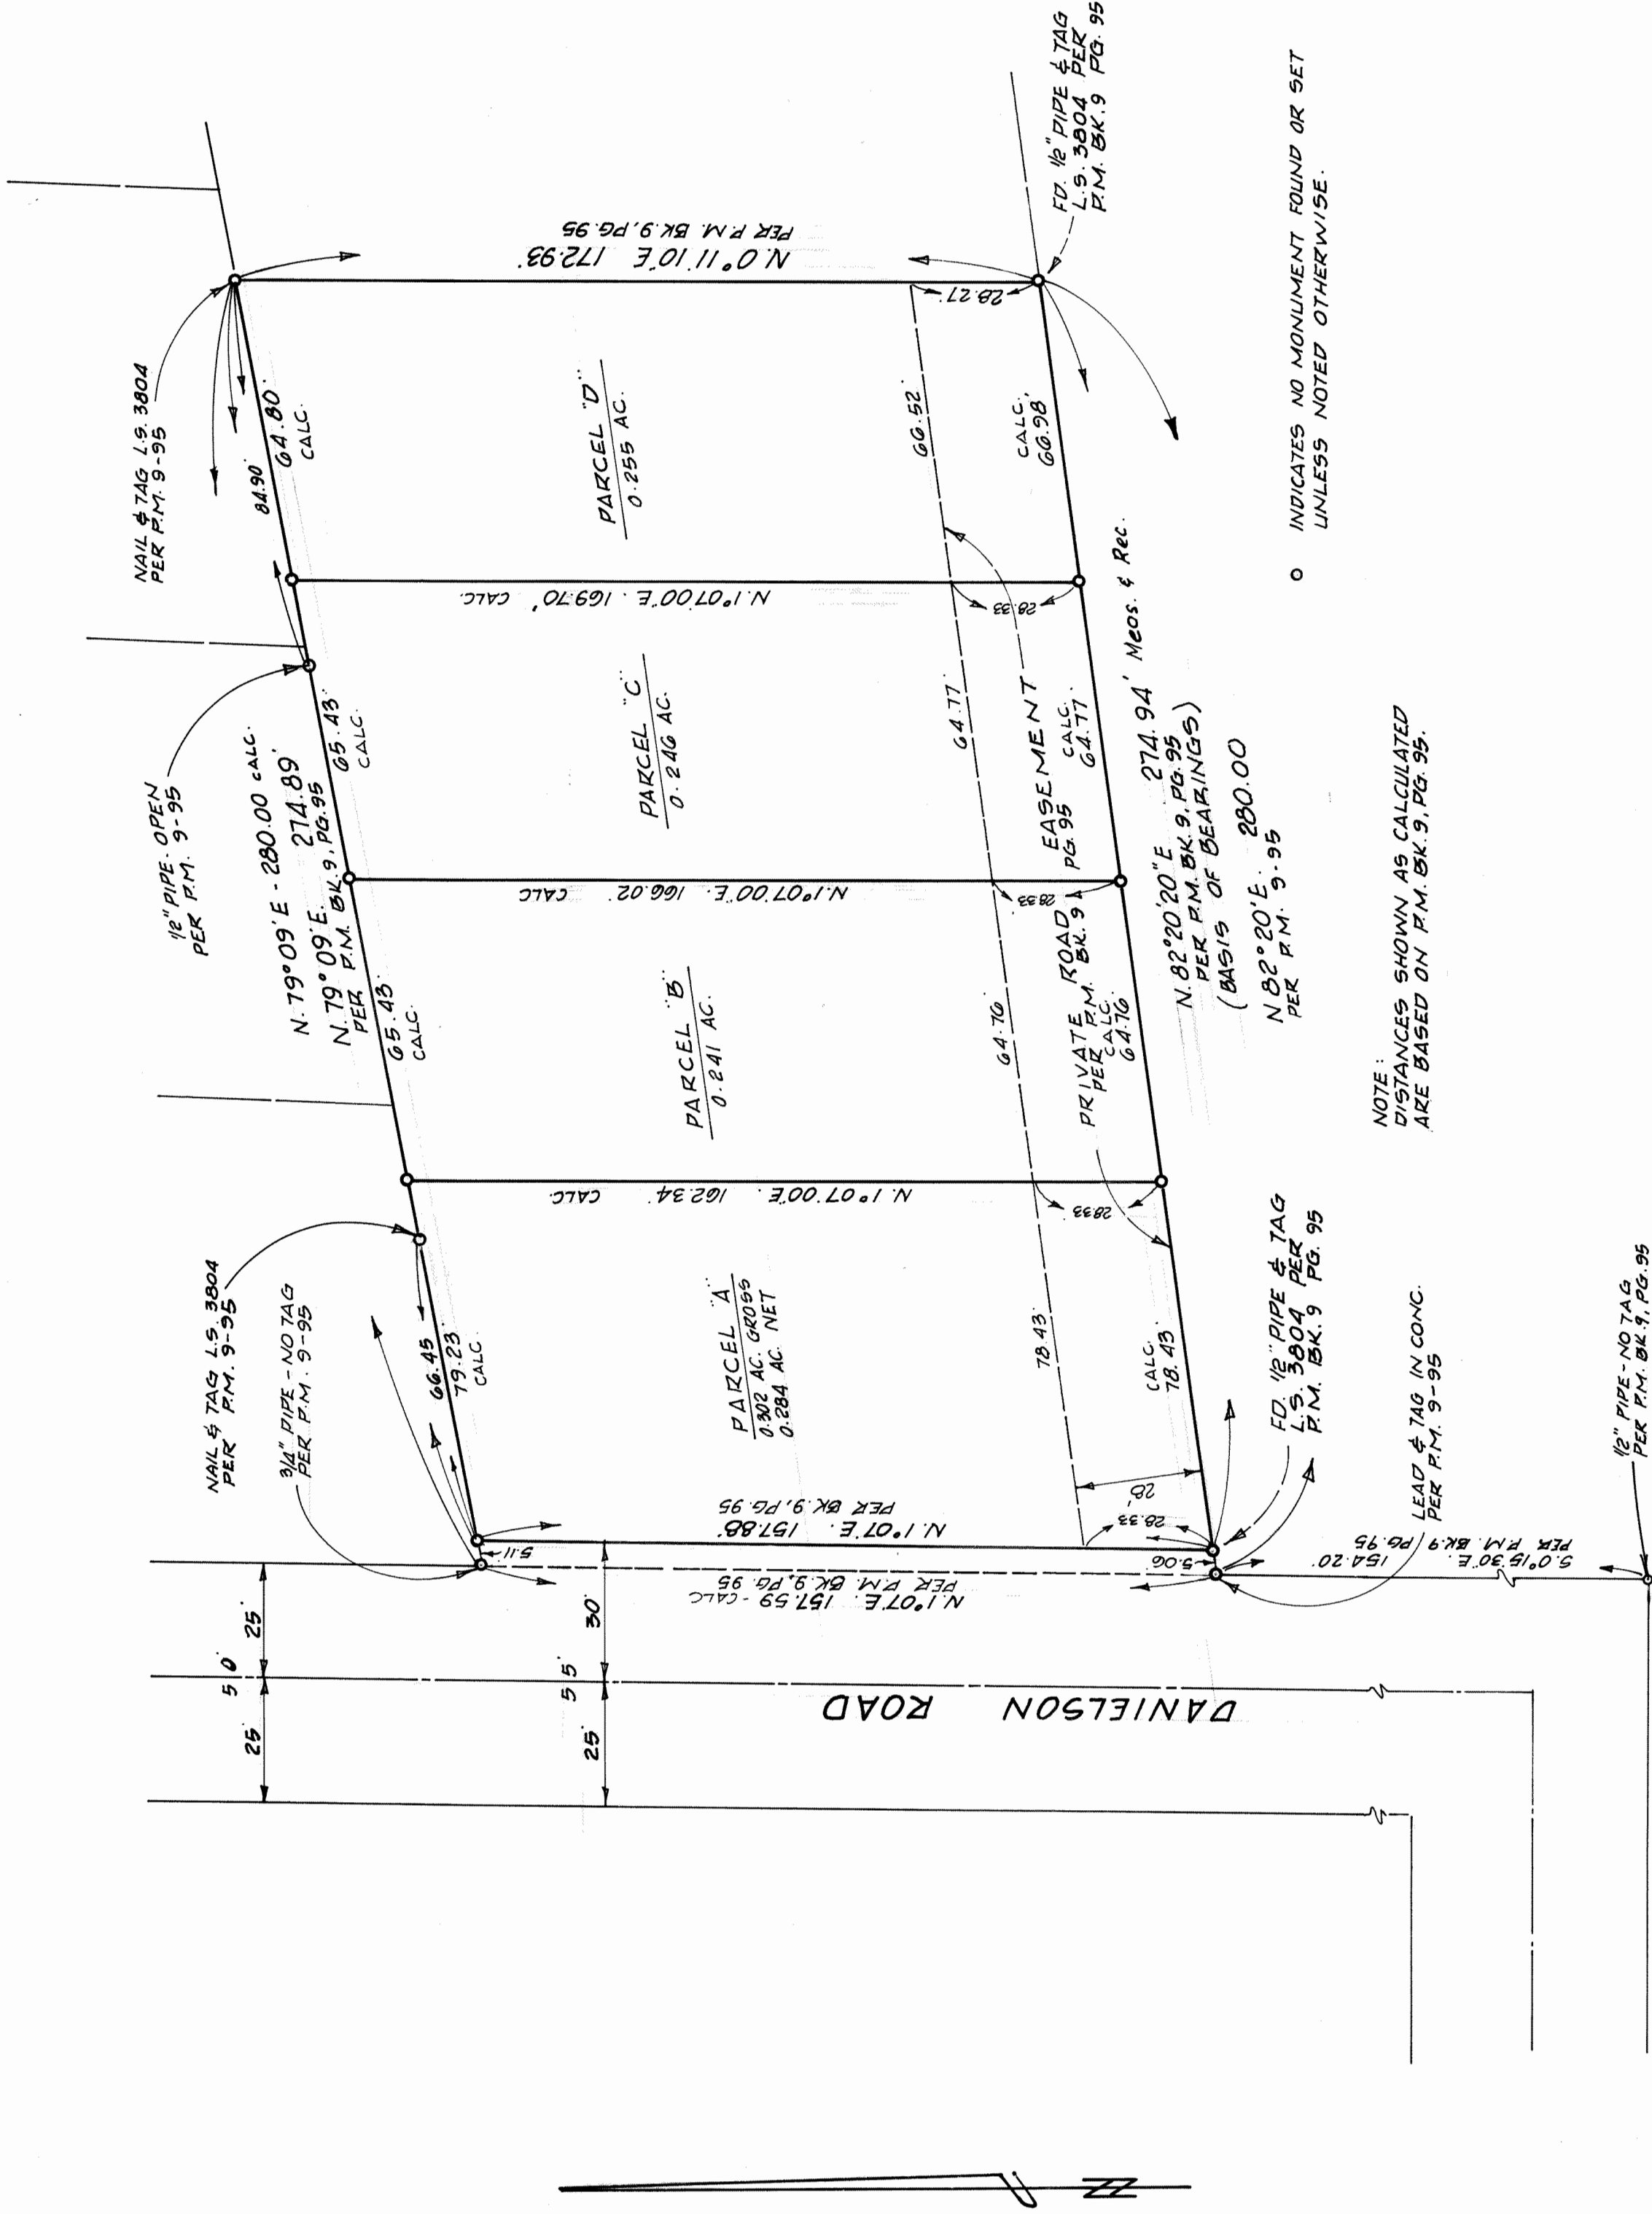 NAIL & TAG L.S. 3804
PER P.M. 9-95
84.90'
64.80'
CALC.
N. 0° 11' 10" E 172.93'
PER P.M. BK. 9, PG. 95
FD. 1/2" PIPE & TAG
L.S. 3804 PER
P.M. BK. 9 PG. 95
28.27'
PARCEL "D"
0.255 AC.
66.52'
CALC.
66.98'
N. 1° 07' 00" E. 169.70' CALC.
28.33
1/2" PIPE - OPEN
PER P.M. 9-95
N. 79° 09' E - 280.00 CALC.
N. 79° 09' E. 274.89'
PER P.M. BK. 9, PG. 95
65.43'
CALC.
PARCEL "C"
0.246 AC.
64.77'
CALC.
64.77'
N. 1° 07' 00" E. 166.02' CALC
28.33
65.43'
CALC.
PARCEL "B"
0.241 AC.
64.76'
PRIVATE ROAD EASEMENT
PER P.M. BK. 9 PG. 95
CALC.
64.76'
N. 82° 20' 20" E 274.94' Meas. & Rec.
PER P.M. BK. 9, PG. 95
(BASIS OF BEARINGS)
N 82° 20' E. 280.00
PER P.M. 9-95
N. 1° 07' 00" E. 162.34' CALC.
28.33
NAIL & TAG L.S. 3804
PER P.M. 9-95
3/4" PIPE - NO TAG
PER P.M. 9-95
66.45
79.23'
CALC.
PARCEL "A"
0.302 AC. GROSS
0.284 AC. NET
78.43'
CALC.
78.43'
28'
28.33
N. 1° 07' E. 157.88'
PER BK. 9, PG. 95
5.11
5.06
N. 1° 07' E. 157.59 - CALC
PER P.M. BK. 9, PG. 95
FD. 1/2" PIPE & TAG
L.S. 3804 PER
P.M. BK. 9 PG. 95
LEAD & TAG IN CONC.
PER P.M. 9-95
S. 0° 15' 30" E. 154.20'
PER P.M. BK. 9 PG. 95
1/2" PIPE - NO TAG
PER P.M. BK. 9, PG. 95
25' 25'
50'
25' 30'
55'
DANIELSON ROAD
o INDICATES NO MONUMENT FOUND OR SET
UNLESS NOTED OTHERWISE.
NOTE:
DISTANCES SHOWN AS CALCULATED
ARE BASED ON P.M. BK. 9, PG. 95.
N